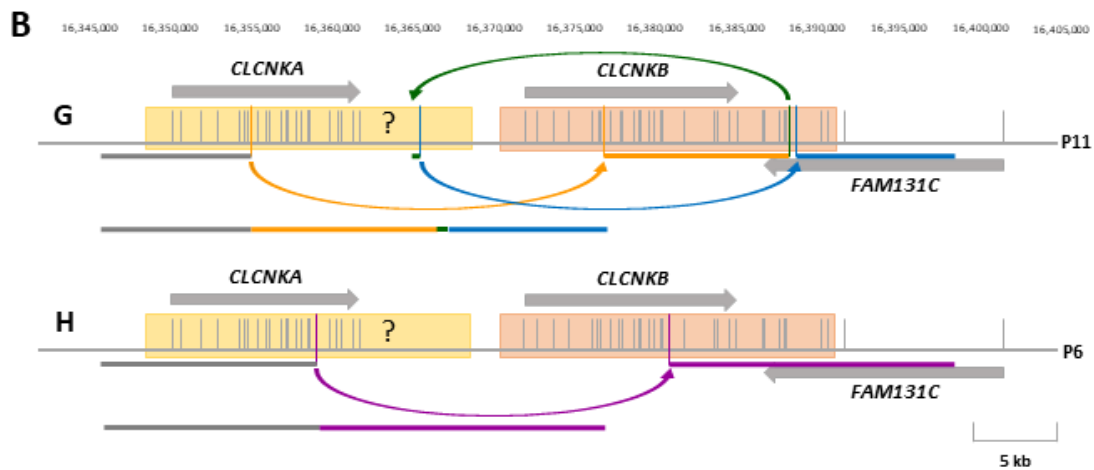 B
16,345,000 16,350,000 16,355,000 16,360,000 16,365,000 16,370,000 16,375,000 16,380,000 16,385,000 16,390,000 16,395,000 16,400,000 16,405,000
CLCNKA CLCNKB
G ? P11
FAM131C
CLCNKA CLCNKB
H ? P6
FAM131C
5 kb